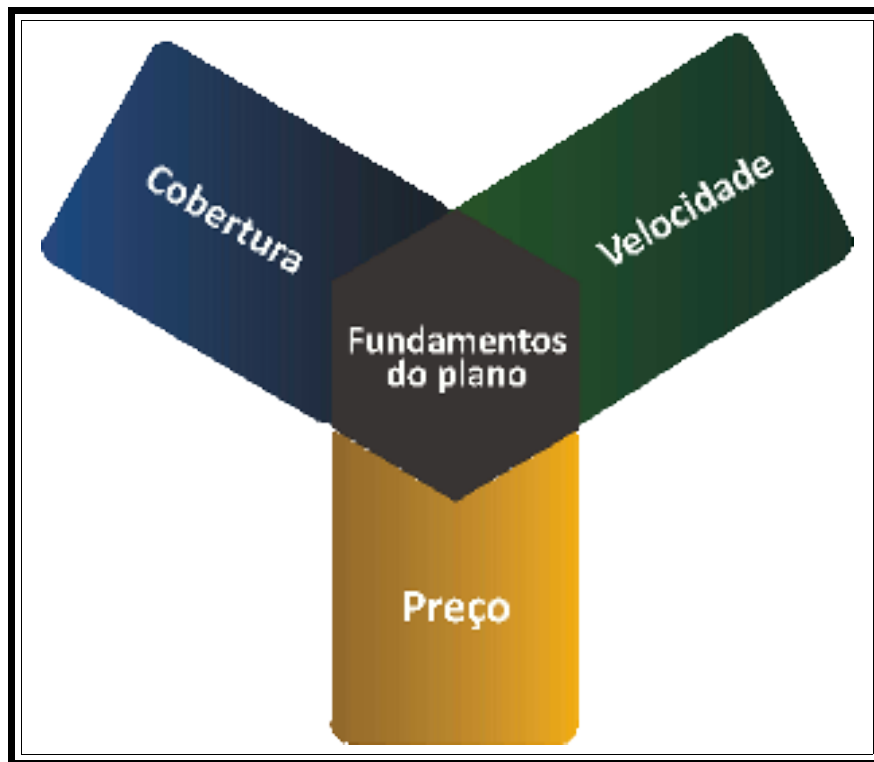 Cobertura
Velocidade
Fundamentos
do plano
Preço